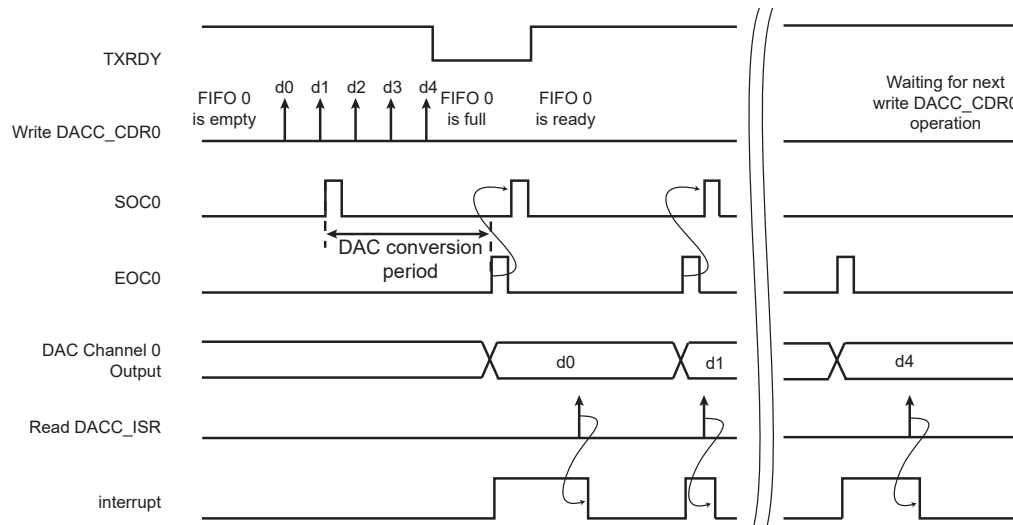 TXRDY
FIFO 0
is empty
d0
d1
d2
d3
d4
FIFO 0
is full
FIFO 0
is ready
Waiting for next
write DACC_CDR0
operation
Write DACC_CDR0
SOC0
DAC conversion
period
EOC0
DAC Channel 0
Output
d0
d1
d4
Read DACC_ISR
interrupt